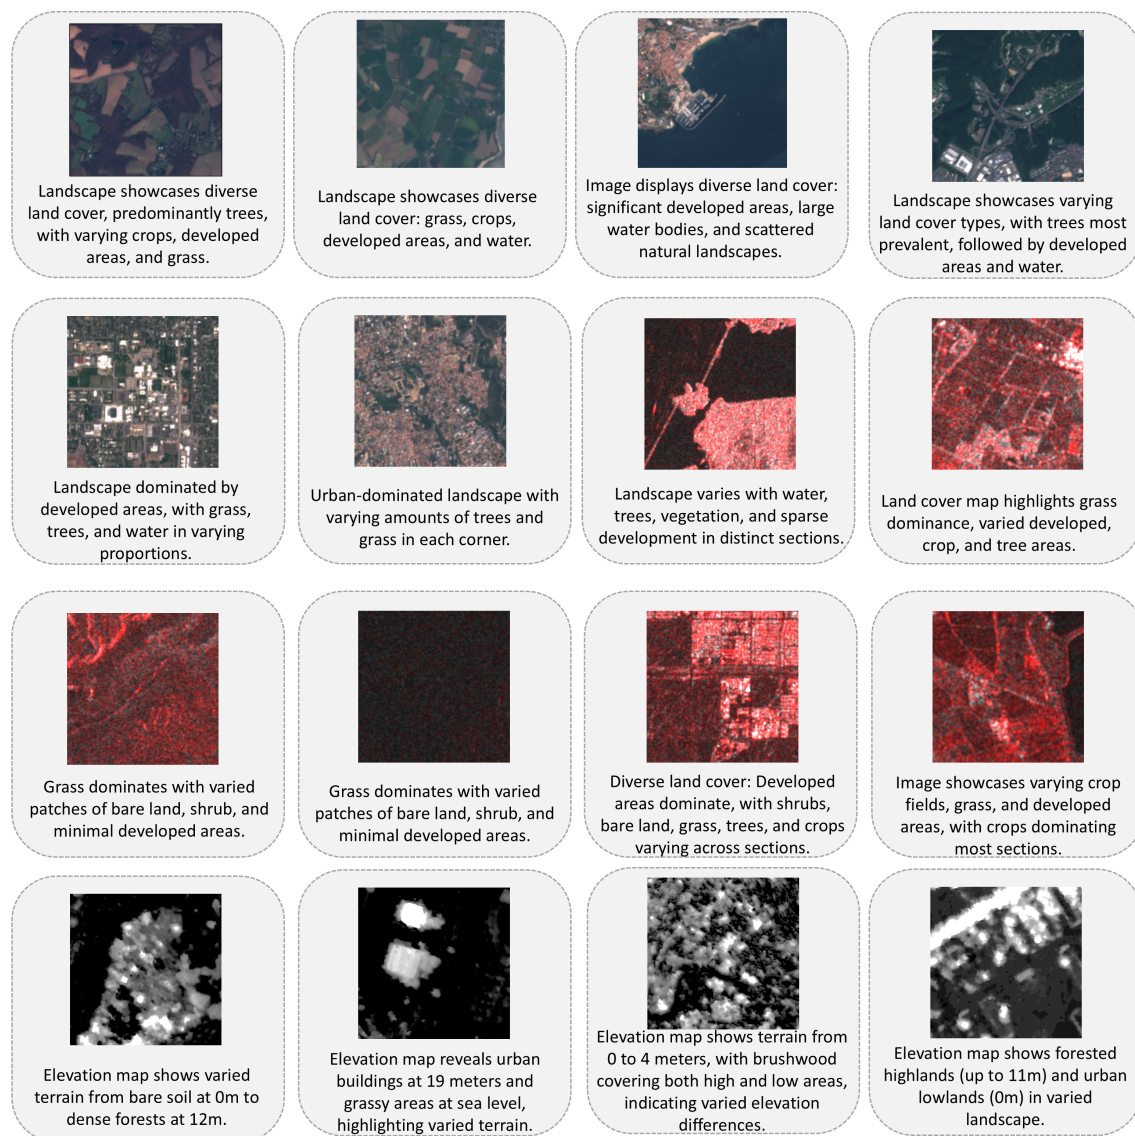 Landscape showcases diverse
land cover, predominantly trees,
with varying crops, developed
areas, and grass.
Landscape showcases diverse
land cover: grass, crops,
developed areas, and water.
Image displays diverse land cover:
significant developed areas, large
water bodies, and scattered
natural landscapes.
Landscape showcases varying
land cover types, with trees most
prevalent, followed by developed
areas and water.
Landscape dominated by
developed areas, with grass,
trees, and water in varying
proportions.
Urban-dominated landscape with
varying amounts of trees and
grass in each corner.
Landscape varies with water,
trees, vegetation, and sparse
development in distinct sections.
Land cover map highlights grass
dominance, varied developed,
crop, and tree areas.
Grass dominates with varied
patches of bare land, shrub, and
minimal developed areas.
Grass dominates with varied
patches of bare land, shrub, and
minimal developed areas.
Diverse land cover: Developed
areas dominate, with shrubs,
bare land, grass, trees, and crops
varying across sections.
Image showcases varying crop
fields, grass, and developed
areas, with crops dominating
most sections.
Elevation map shows varied
terrain from bare soil at 0m to
dense forests at 12m.
Elevation map reveals urban
buildings at 19 meters and
grassy areas at sea level,
highlighting varied terrain.
Elevation map shows terrain from
0 to 4 meters, with brushwood
covering both high and low areas,
indicating varied elevation
differences.
Elevation map shows forested
highlands (up to 11m) and urban
lowlands (0m) in varied
landscape.